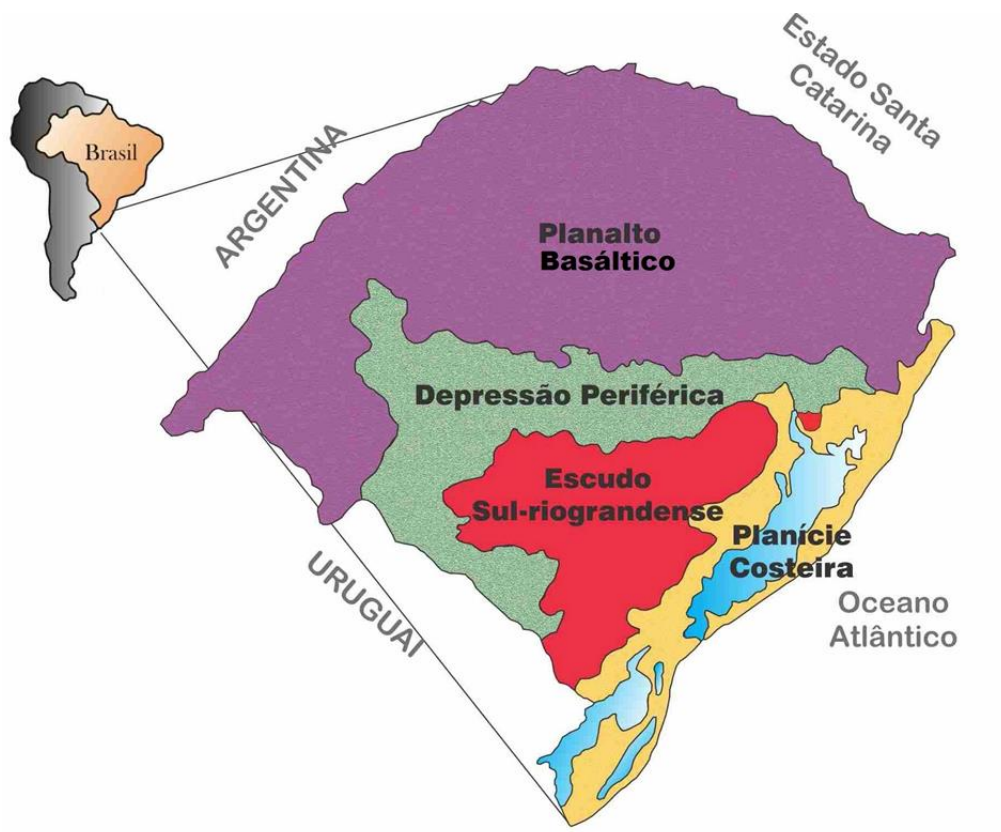 Estado Santa
Catarina
Brasil
ARGENTINA
Planalto
Basáltico
Depressão Periférica
Escudo
Sul-riograndense
Planície
Costeira
URUGUAI
Oceano
Atlântico